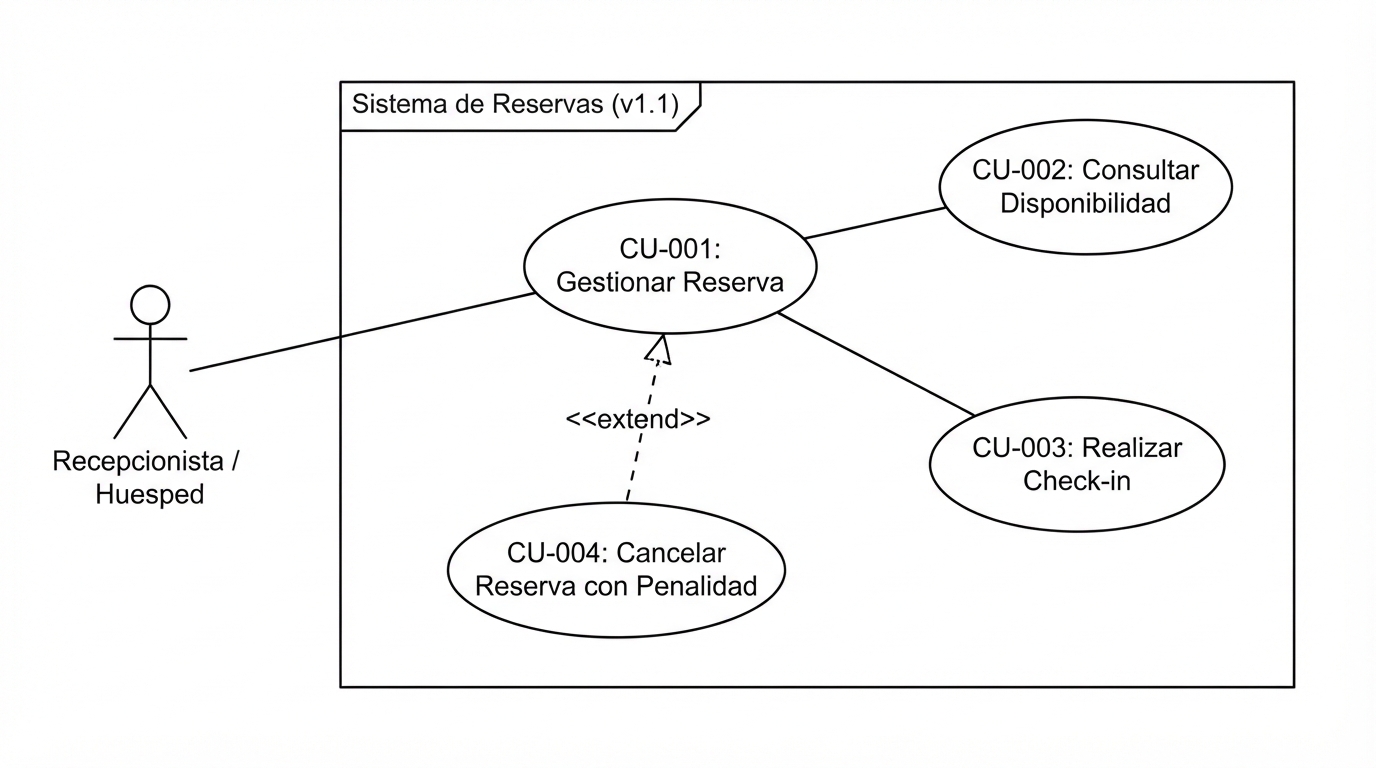 Sistema de Reservas (v1.1)
CU-002: Consultar
Disponibilidad
CU-001:
Gestionar Reserva
<<extend>>
Recepcionista /
Huesped
CU-003: Realizar
Check-in
CU-004: Cancelar
Reserva con Penalidad